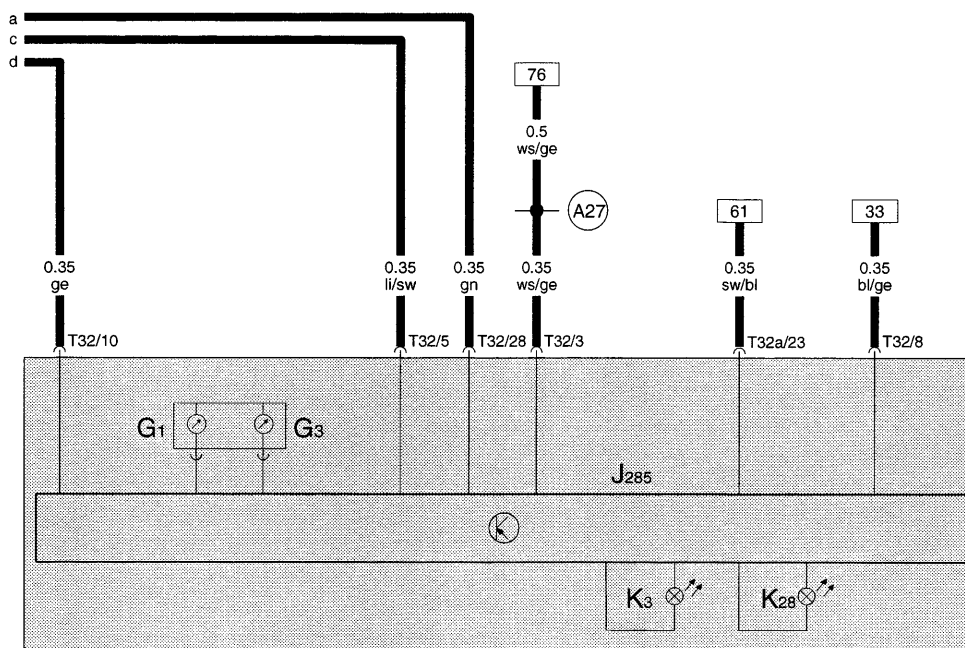 a
c
d
76
0.5
ws/ge
A27
61
33
0.35
ge
0.35
li/sw
0.35
gn
0.35
ws/ge
0.35
sw/bl
0.35
bl/ge
T32/10
T32/5
T32/28
T32/3
T32a/23
T32/8
G1
G3
J285
K3
K28